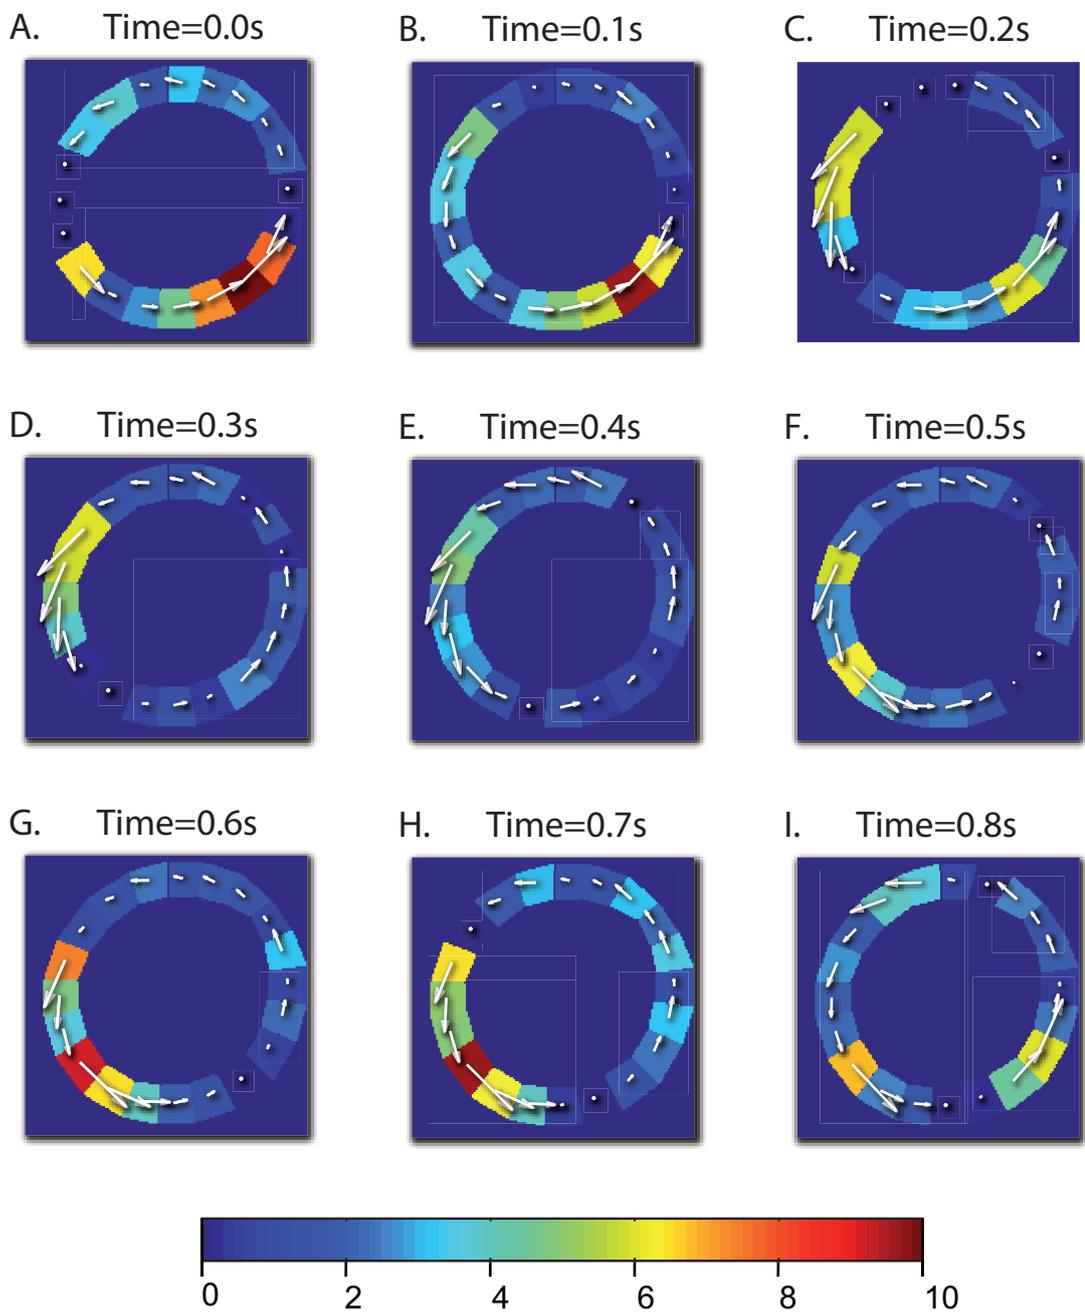 A. Time=0.0s
B. Time=0.1s
C. Time=0.2s
D. Time=0.3s
E. Time=0.4s
F. Time=0.5s
G. Time=0.6s
H. Time=0.7s
I. Time=0.8s
0 2 4 6 8 10